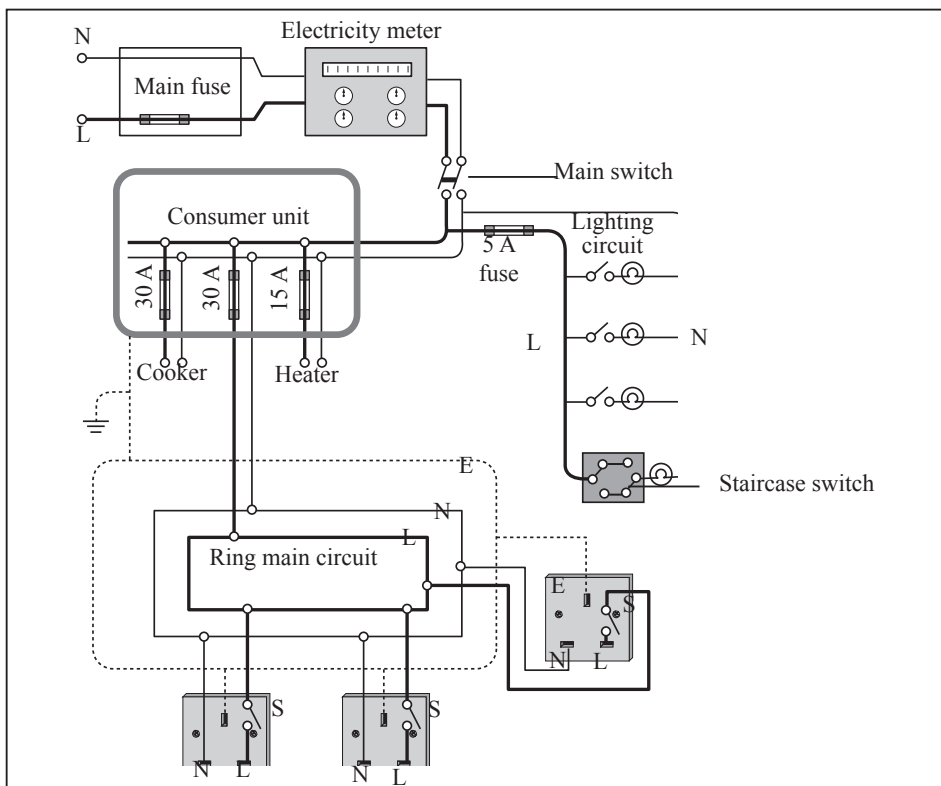 N
Electricity meter
Main fuse
L
Main switch
Consumer unit
Lighting
circuit
5 A
fuse
30 A
30 A
15 A
L
N
Cooker
Heater
E
Staircase switch
N
L
Ring main circuit
E
S
N
L
S
S
N
L
N
L